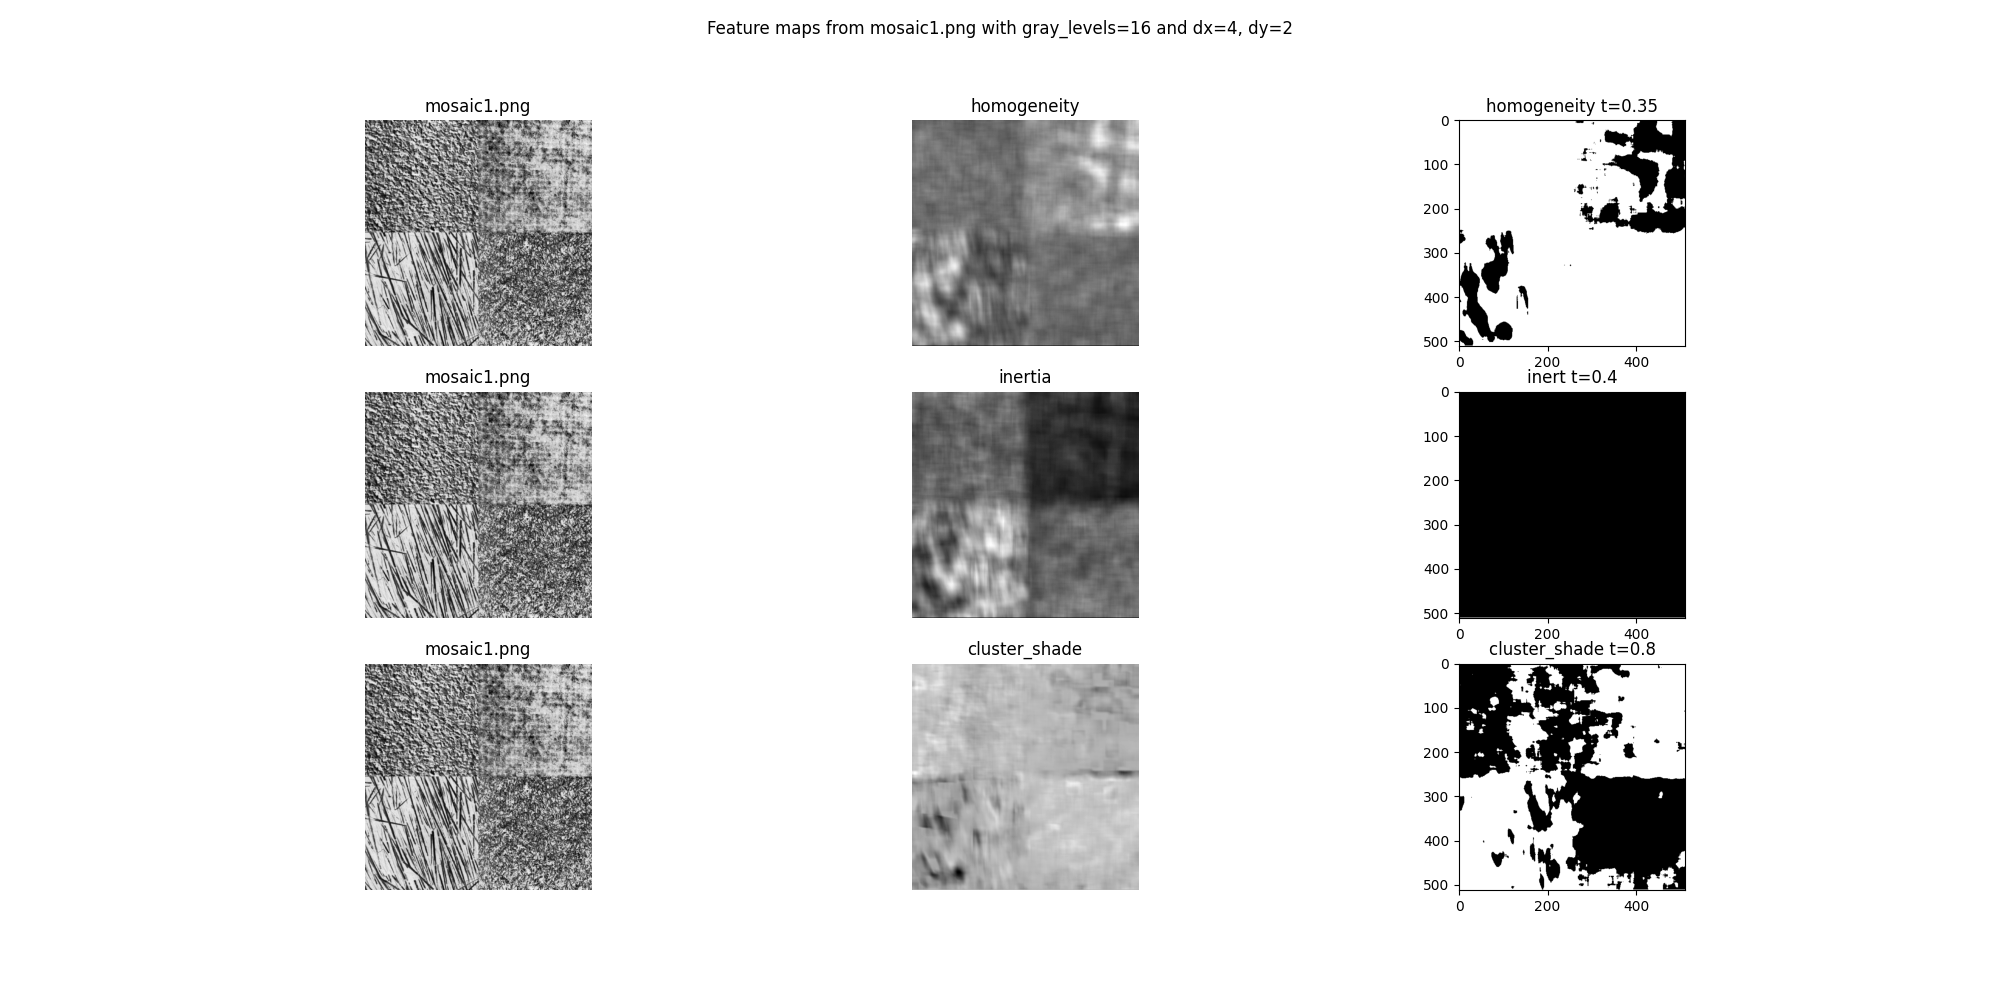 Feature maps from mosaic1.png with gray_levels=16 and dx=4, dy=2
mosaic1.png
homogeneity
homogeneity t=0.35
0
100
200
300
400
500
0
200
400
mosaic1.png
inertia
inert t=0.4
0
100
200
300
400
500
0
200
400
mosaic1.png
cluster_shade
cluster_shade t=0.8
0
100
200
300
400
500
0
200
400